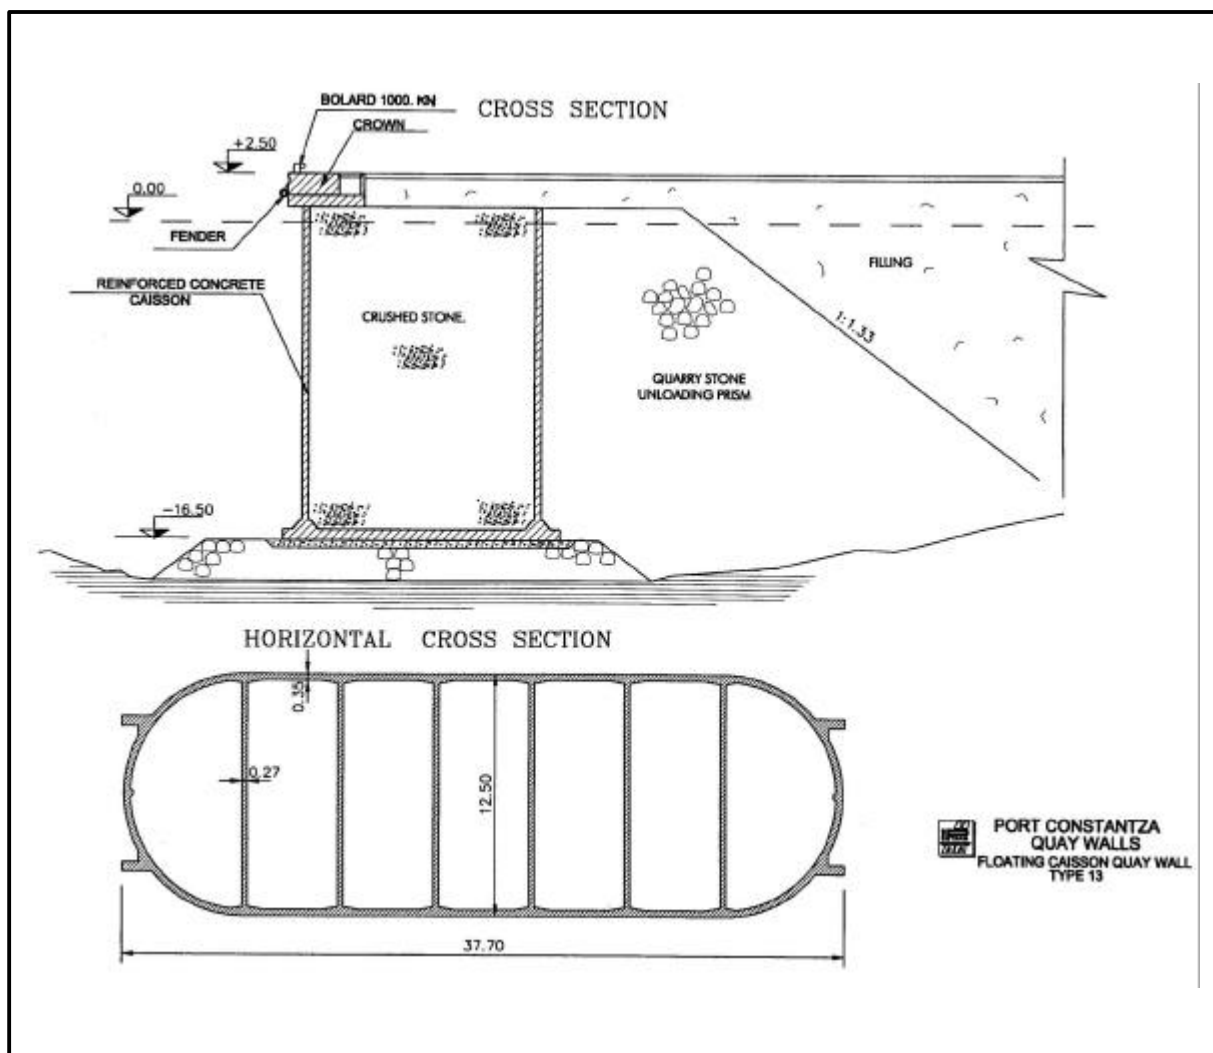 BOLARD 1000. KN
CROSS SECTION
CROWN
+2.50
0.00
FENDER
FILLING
REINFORCED CONCRETE
CAISSON
CRUSHED STONE.
1:1.33
QUARRY STONE
UNLOADING PRISM
-16.50
HORIZONTAL CROSS SECTION
0.35
0.27
12.50
37.70
PORT CONSTANTZA
QUAY WALLS
FLOATING CAISSON QUAY WALL
TYPE 13